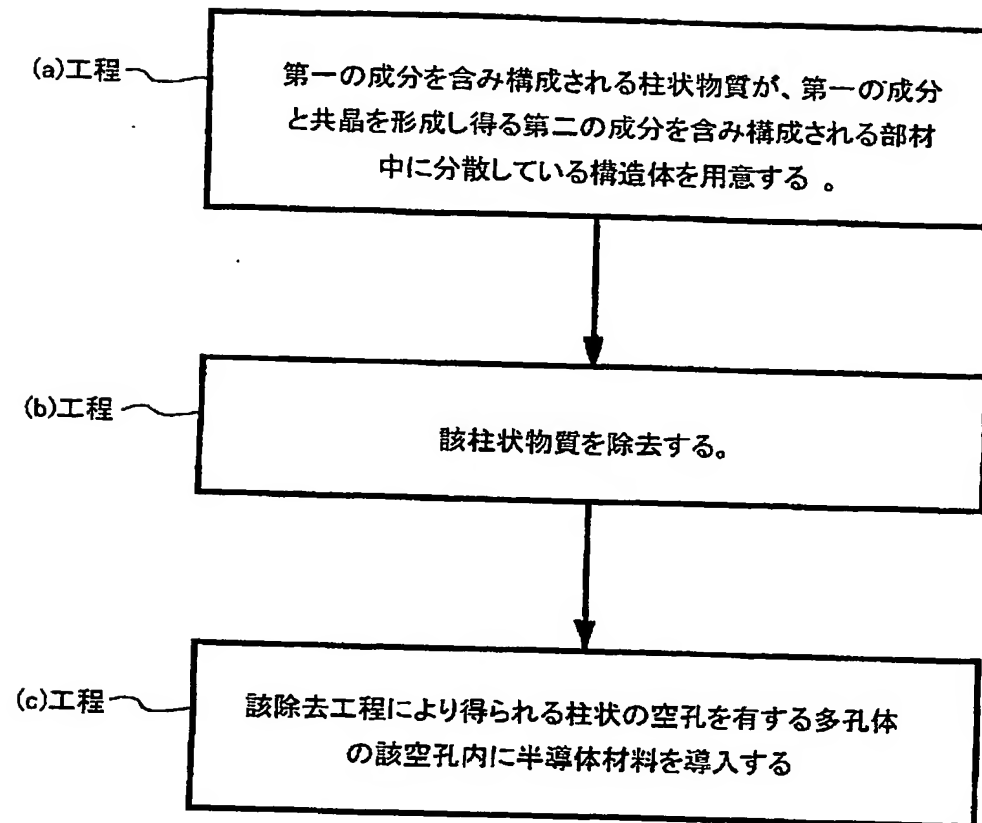 (a)工程
第一の成分を含み構成される柱状物質が、第一の成分
と共晶を形成し得る第二の成分を含み構成される部材
中に分散している構造体を用意する 。
(b)工程
該柱状物質を除去する。
(c)工程
該除去工程により得られる柱状の空孔を有する多孔体
の該空孔内に半導体材料を導入する